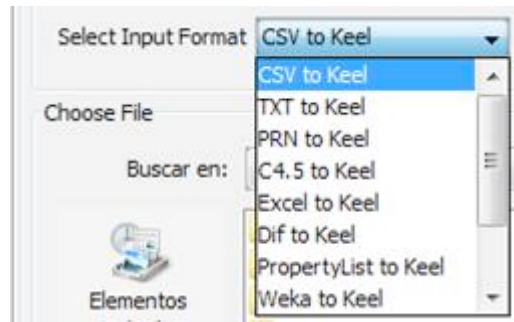 Select Input Format CSV to Keel
CSV to Keel
TXT to Keel
Choose File
PRN to Keel
Buscar en:
C4.5 to Keel
Excel to Keel
Dif to Keel
PropertyList to Keel
Elementos
Weka to Keel